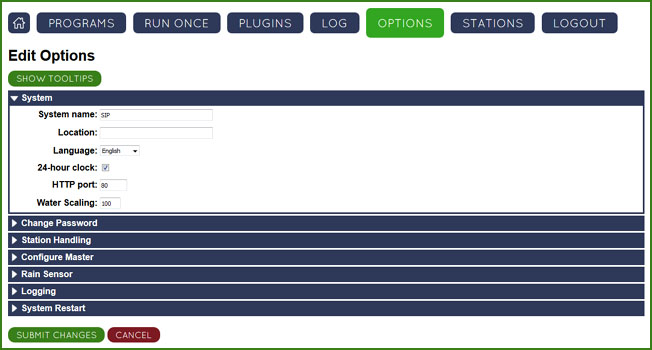 PROGRAMS RUN ONCE PLUGINS LOG OPTIONS STATIONS LOGOUT
Edit Options
SHOW TOOLTIPS
System
System name: SIP
Location:
Language: English
24-hour clock:
HTTP port: 80
Water Scaling: 100
Change Password
Station Handling
Configure Master
Rain Sensor
Logging
System Restart
SUBMIT CHANGES CANCEL